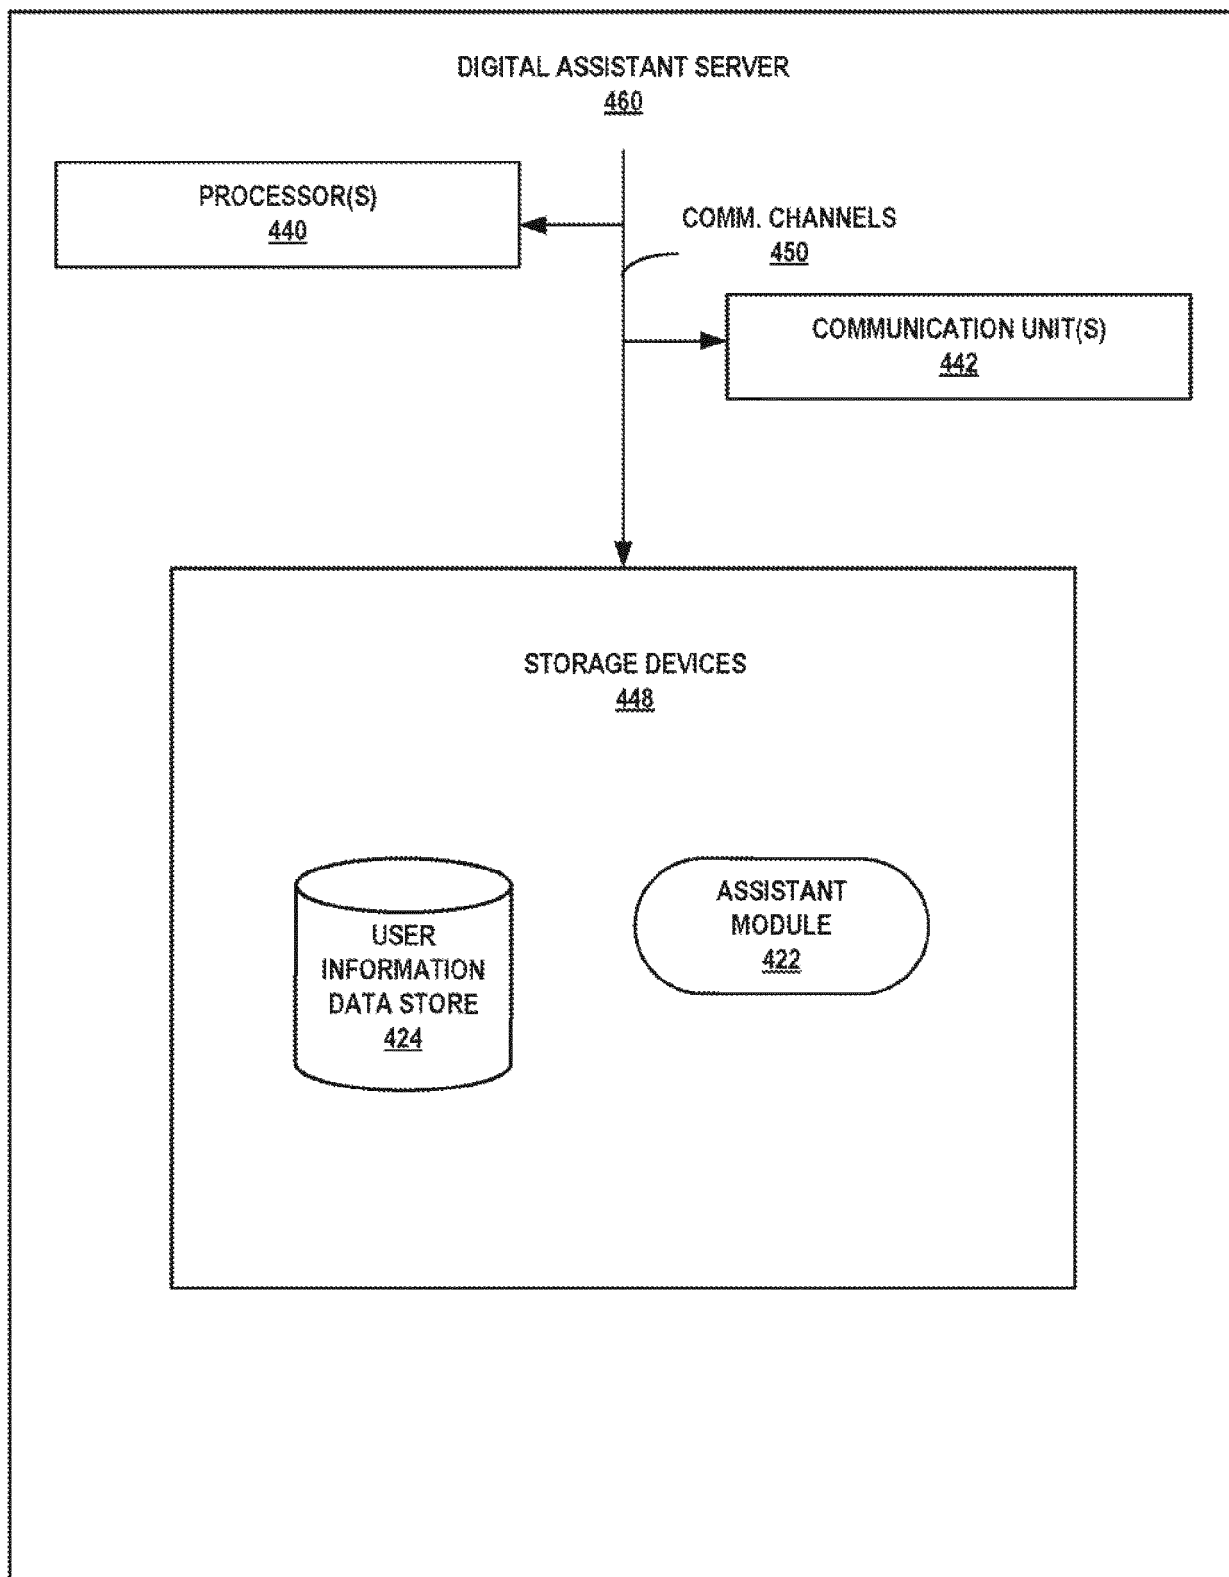 DIGITAL ASSISTANT SERVER
460
PROCESSOR(S)
440
COMM. CHANNELS
450
COMMUNICATION UNIT(S)
442
STORAGE DEVICES
448
USER
INFORMATION
DATA STORE
424
ASSISTANT
MODULE
422